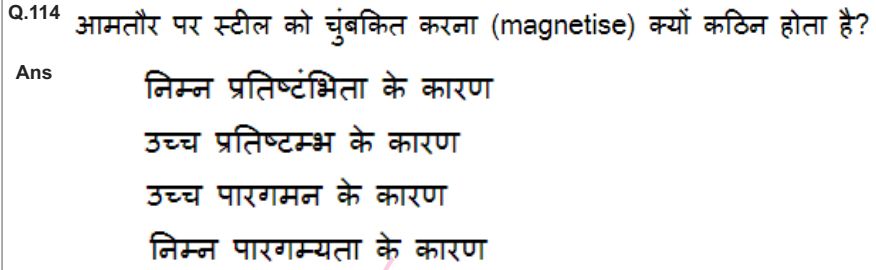 Q.114 आमतौर पर स्टील को चुंबकित करना (magnetise) क्यों कठिन होता है?
Ans निम्न प्रतिष्टंभिता के कारण
उच्च प्रतिष्टम्भ के कारण
उच्च पारगमन के कारण
निम्न पारगम्यता के कारण